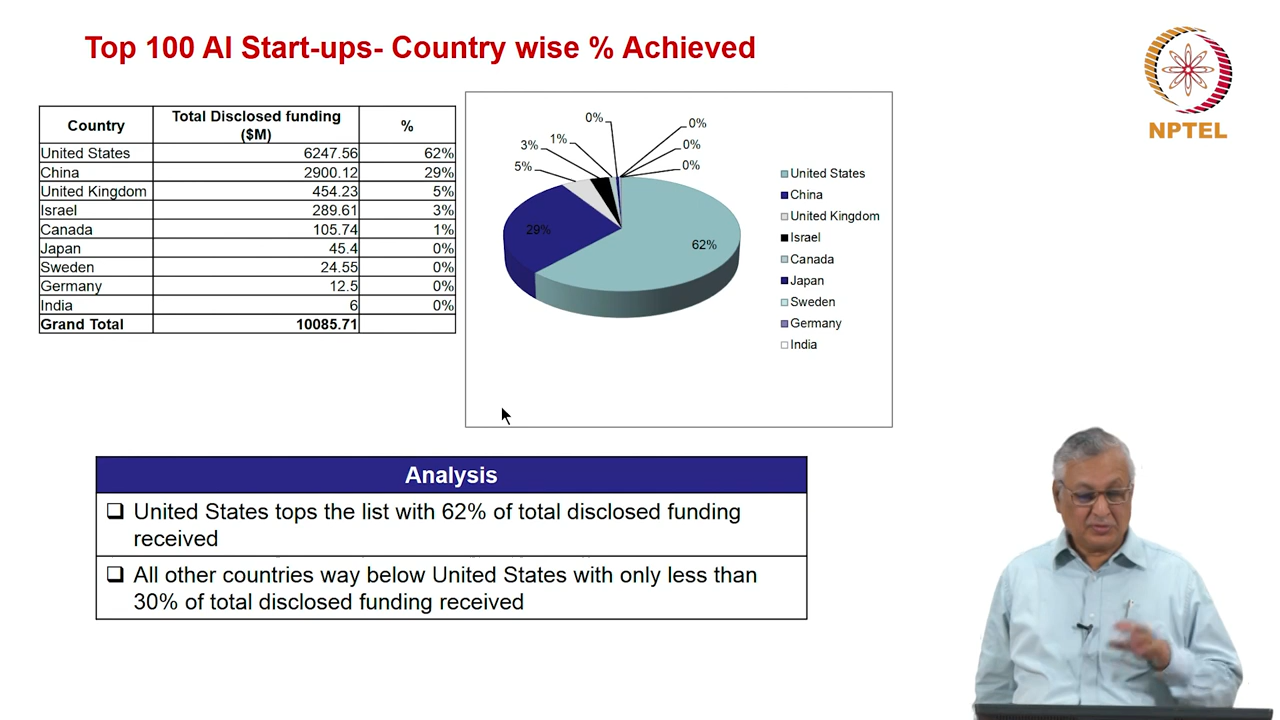 Top 100 AI Start-ups- Country wise % Achieved
NPTEL
Country Total Disclosed funding ($M) %
United States 6247.56 62%
China 2900.12 29%
United Kingdom 454.23 5%
Israel 289.61 3%
Canada 105.74 1%
Japan 45.4 0%
Sweden 24.55 0%
Germany 12.5 0%
India 6 0%
Grand Total 10085.71
0%
0%
1%
3%
0%
5%
0%
29%
62%
United States
China
United Kingdom
Israel
Canada
Japan
Sweden
Germany
India
Analysis
❑ United States tops the list with 62% of total disclosed funding
received
❑ All other countries way below United States with only less than
30% of total disclosed funding received